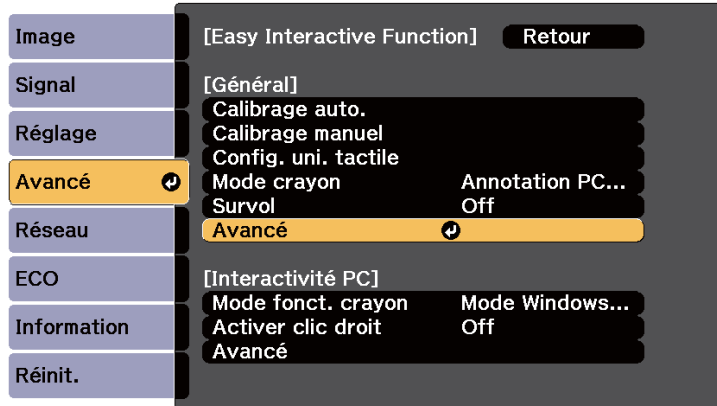 Image
Signal
Réglage
Avancé
Réseau
ECO
Information
Réinit.
[Easy Interactive Function] Retour
[Général]
Calibrage auto.
Calibrage manuel
Config. uni. tactile
Mode crayon Annotation PC...
Survol Off
Avancé
[Interactivité PC]
Mode fonct. crayon Mode Windows...
Activer clic droit Off
Avancé